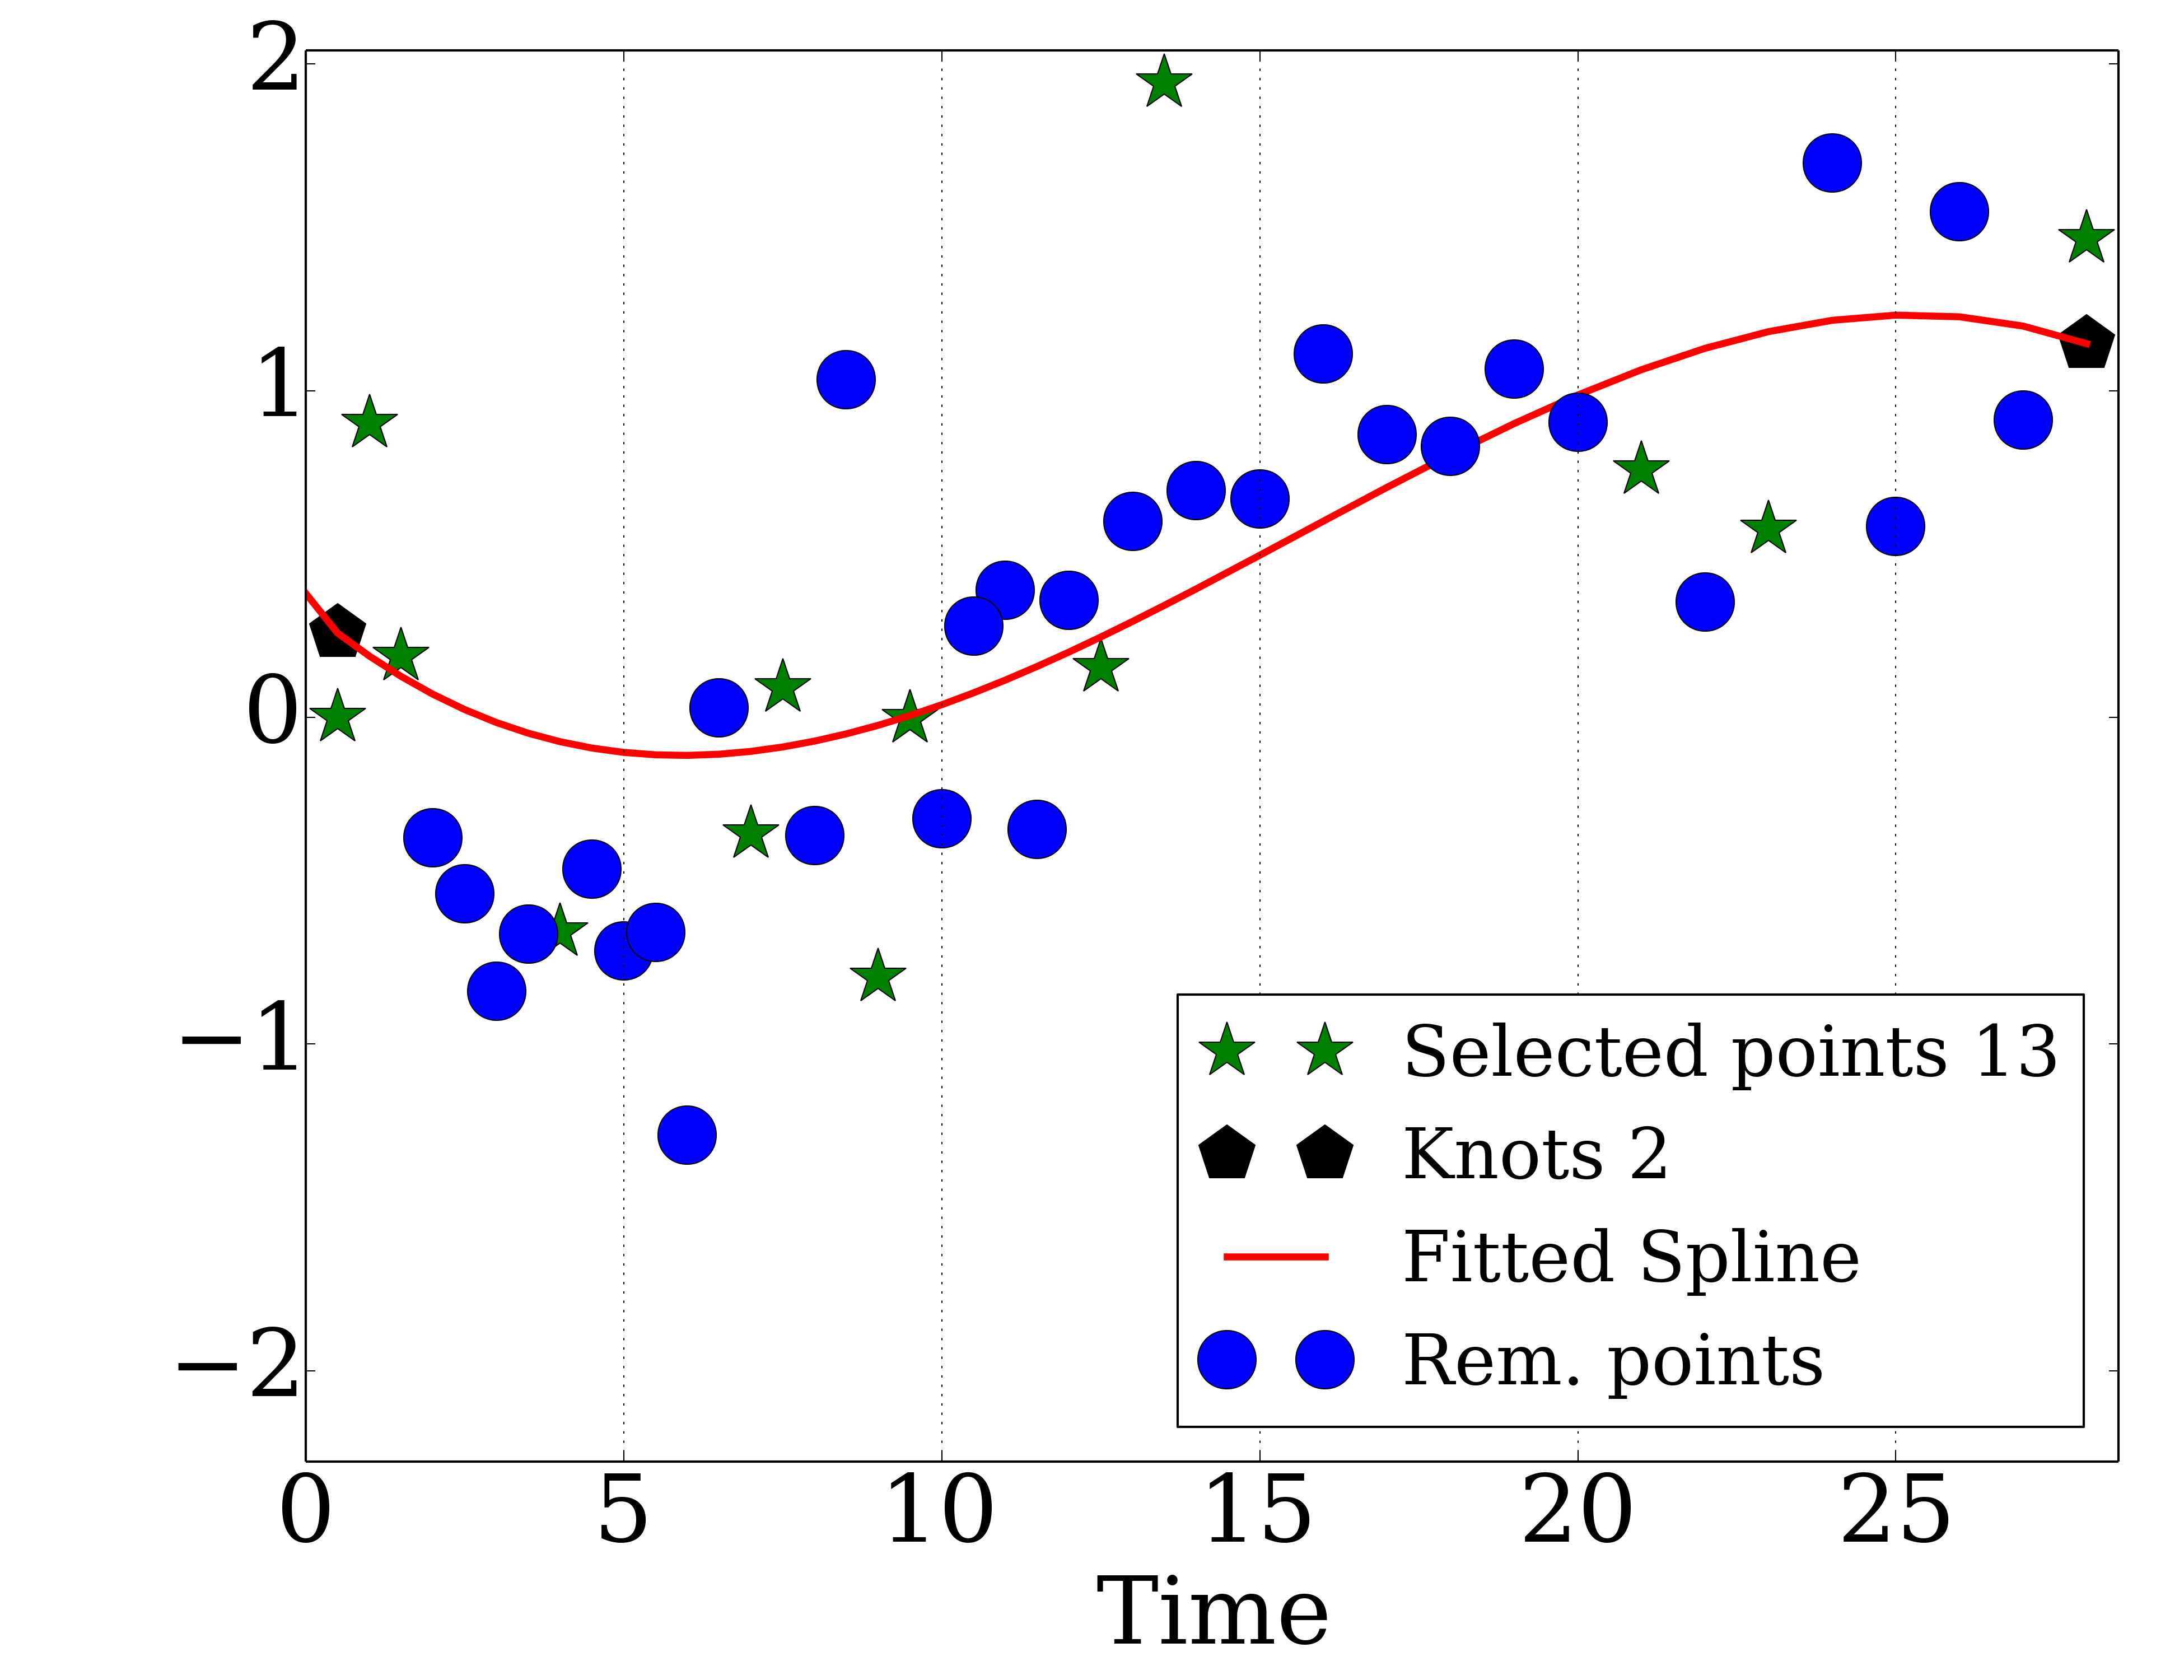 2
1
0
−1
−2
0 5 10 15 20 25
Time
Selected points 13
Knots 2
Fitted Spline
Rem. points